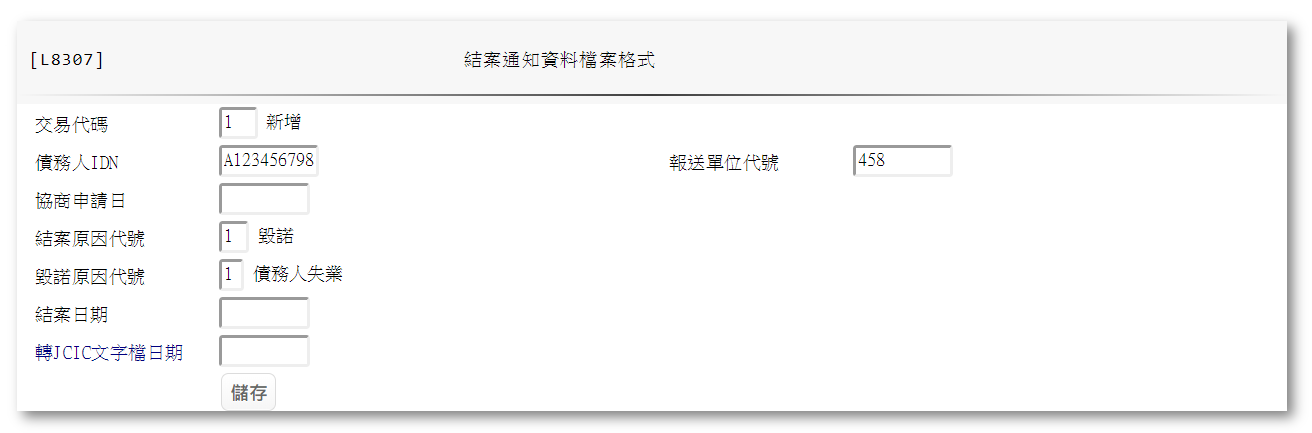 [L8307] 結案通知資料檔案格式
交易代碼 1 新增
債務人IDN A123456798 報送單位代號 458
協商申請日
結案原因代號 1 毀諾
毀諾原因代號 1 債務人失業
結案日期
轉JCIC文字檔日期
儲存